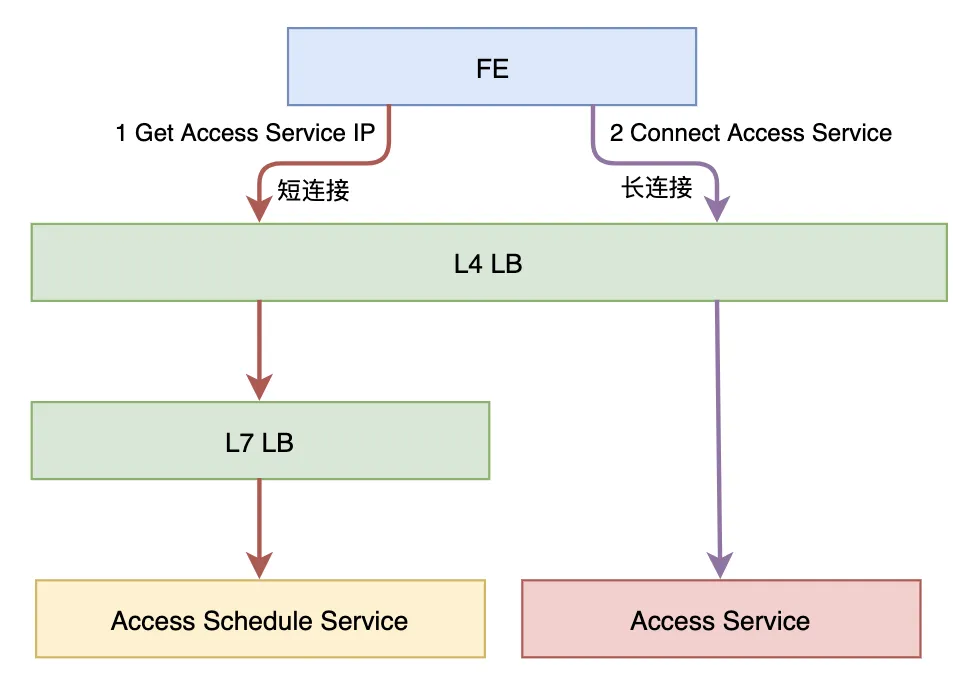 FE
1 Get Access Service IP
2 Connect Access Service
短连接
长连接
L4 LB
L7 LB
Access Schedule Service
Access Service